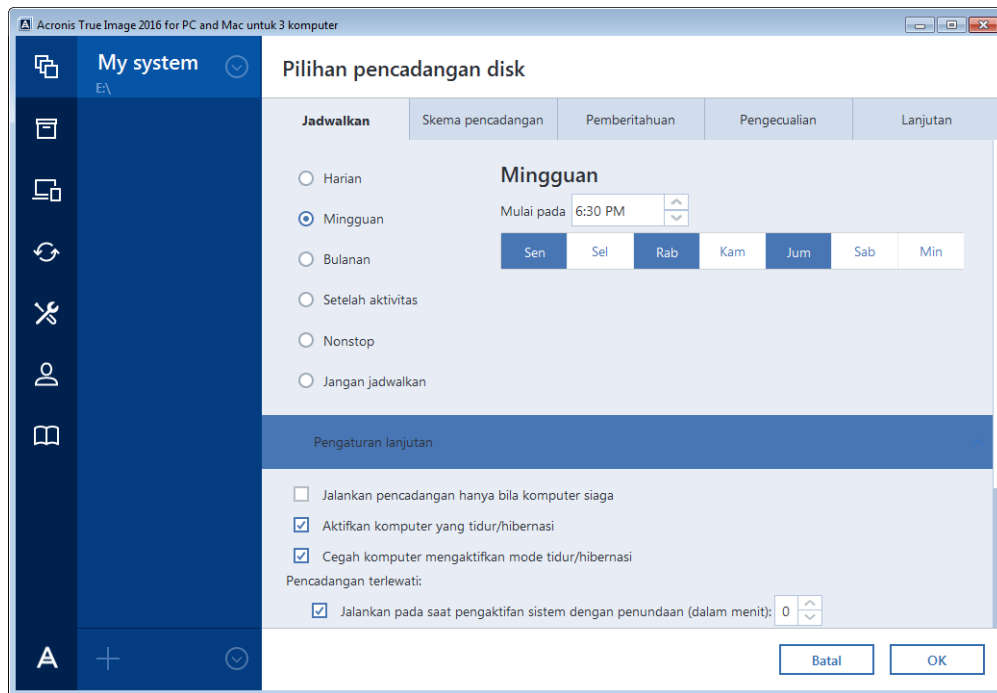 Acronis True Image 2016 for PC and Mac untuk 3 komputer
My system
E:\
Pilihan pencadangan disk
Jadwalkan
Skema pencadangan
Pemberitahuan
Pengecualian
Lanjutan
Harian
Mingguan
Bulanan
Setelah aktivitas
Nonstop
Jangan jadwalkan
Mingguan
Mulai pada 6:30 PM
Sen Sel Rab Kam Jum Sab Min
Pengaturan lanjutan
Jalankan pencadangan hanya bila komputer siaga
Aktifkan komputer yang tidur/hibernasi
Cegah komputer mengaktifkan mode tidur/hibernasi
Pencadangan terlewati:
Jalankan pada saat pengaktifan sistem dengan penundaan (dalam menit): 0
Batal
OK